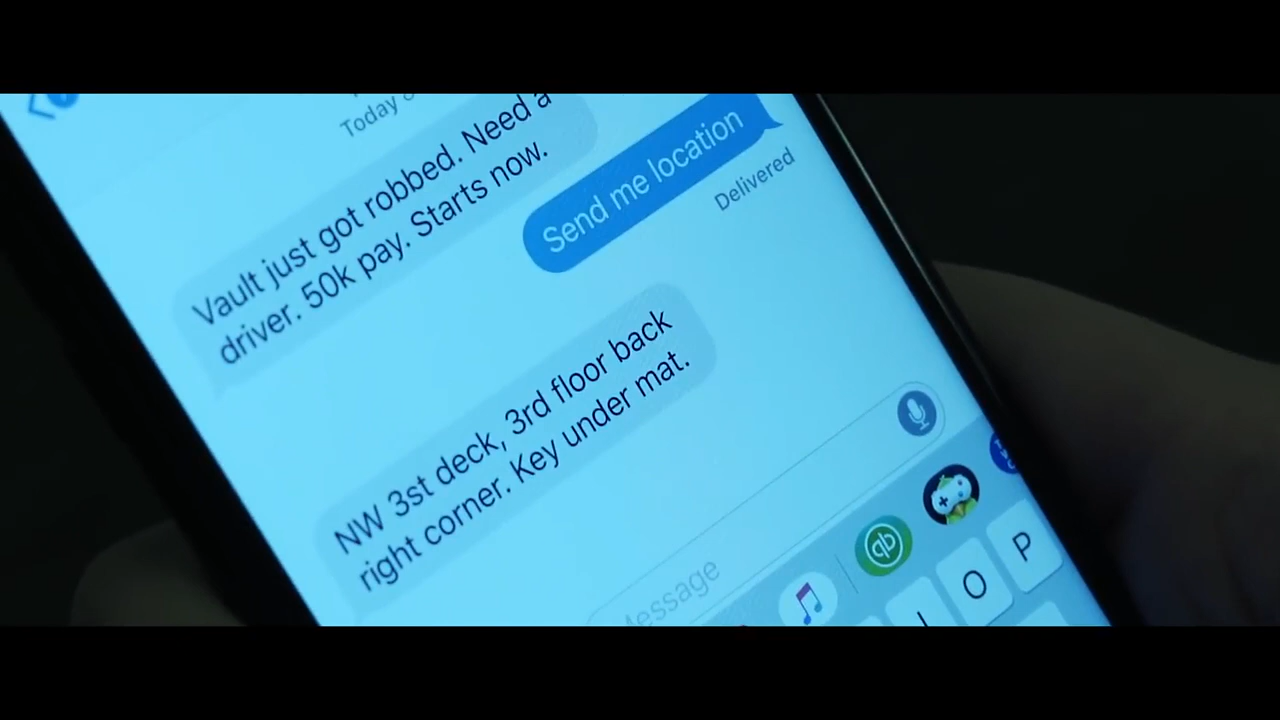 Today
Vault just got robbed. Need a
driver. 50k pay. Starts now.
Send me location
Delivered
NW 3st deck, 3rd floor back
right corner. Key under mat.
Message
O P